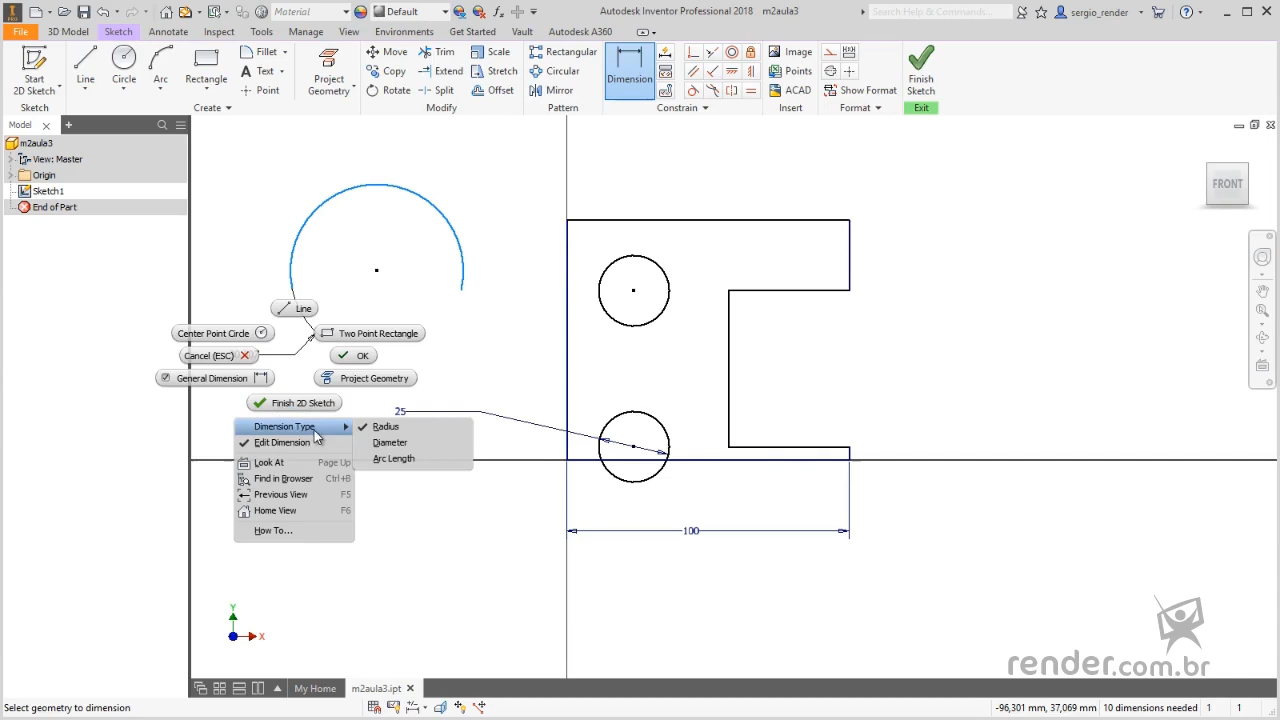 Material
Default
Autodesk Inventor Professional 2018 m2aula3
Search Help & Commands...
sergio_render
File 3D Model Sketch Annotate Inspect Tools Manage View Environments Get Started Vault Autodesk A360
Start
2D Sketch
Line
Circle
Arc
Rectangle
Fillet
Text
Point
Project
Geometry
Move
Copy
Rotate
Trim
Extend
Split
Scale
Stretch
Offset
Rectangular
Circular
Mirror
Dimension
Image
Points
ACAD
Show Format
Finish
Sketch
Sketch Create Modify Pattern Constrain Insert Format Exit
Model
m2aula3
View: Master
Origin
Sketch1
End of Part
FRONT
Line
Center Point Circle
Two Point Rectangle
Cancel (ESC)
OK
General Dimension
Project Geometry
Finish 2D Sketch
25
Dimension Type
Radius
Edit Dimension
Diameter
Arc Length
Look At Page Up
Find in Browser Ctrl+B
Previous View F5
Home View F6
How To...
100
Y
X
render.com.br
My Home m2aula3.ipt
Select geometry to dimension
-96,301 mm, 37,069 mm 10 dimensions needed 1 1